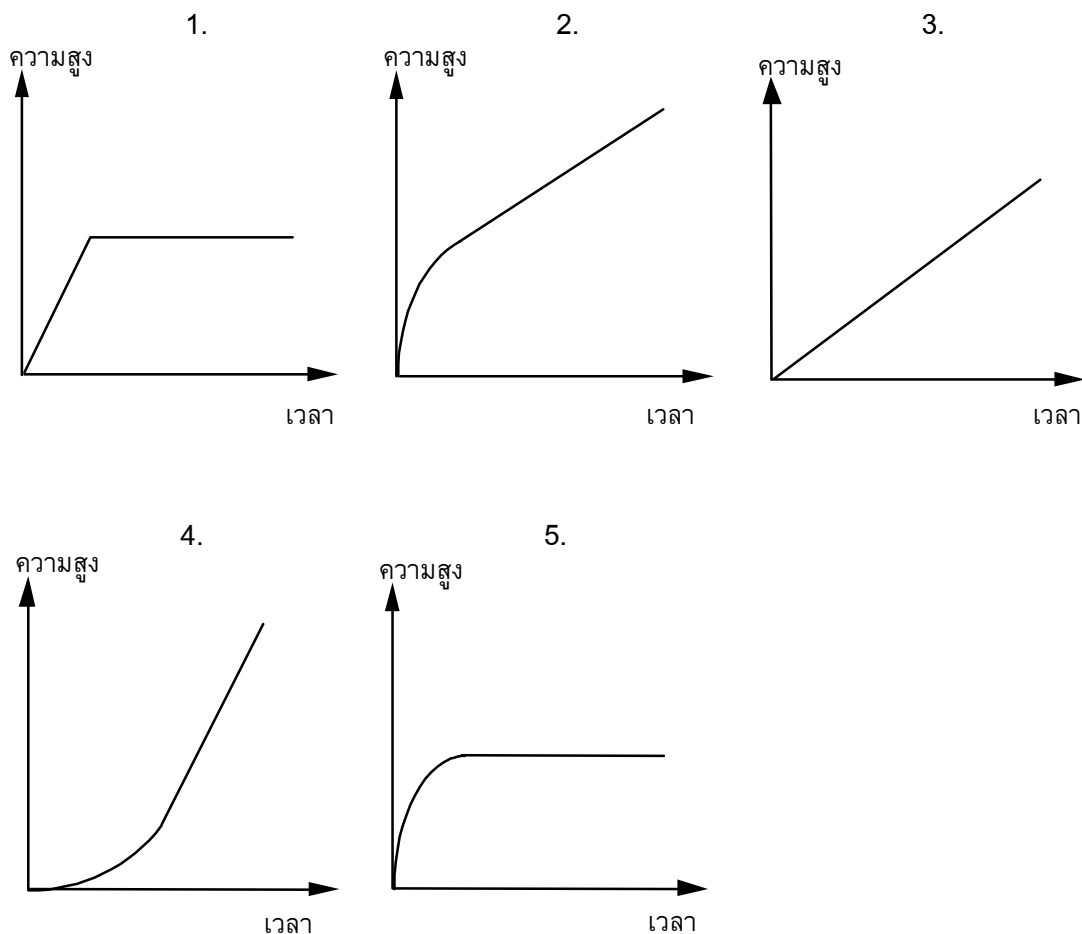 1. 2. 3.
ความสูง ความสูง ความสูง
เวลา เวลา เวลา
4. 5.
ความสูง ความสูง
เวลา เวลา